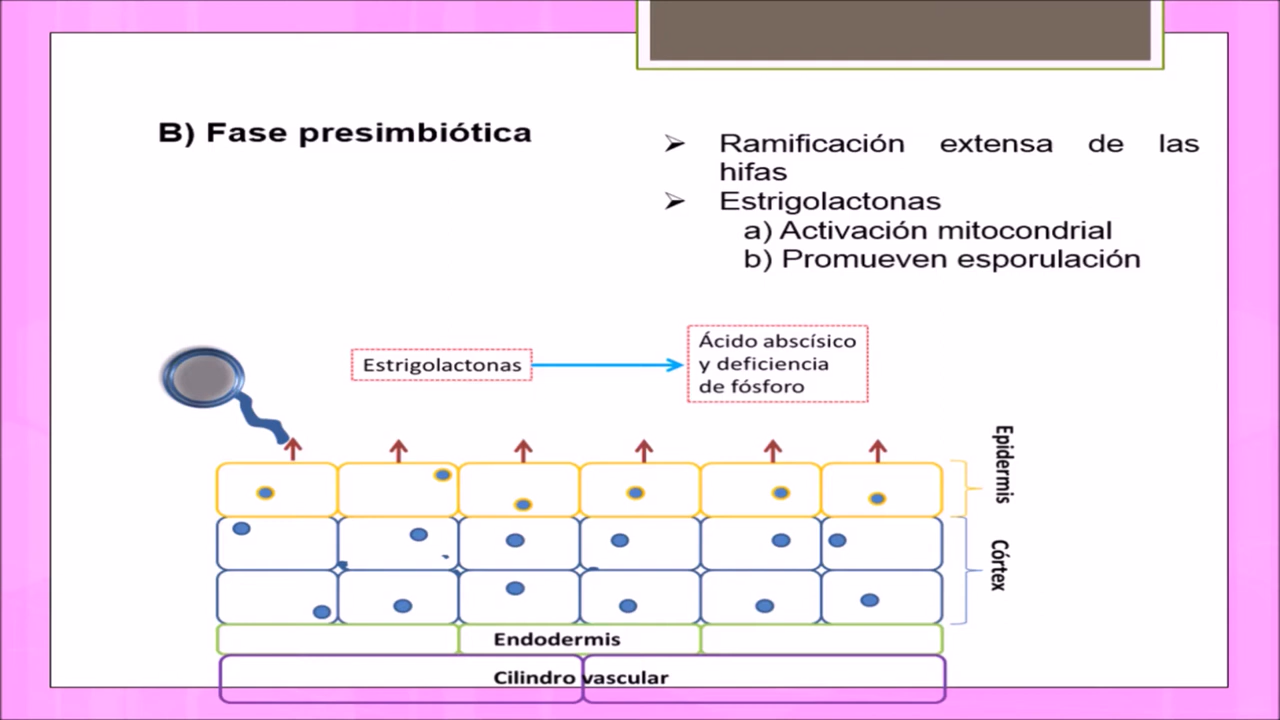 B) Fase presimbiótica
➢ Ramificación extensa de las
hifas
➢ Estrigolactonas
a) Activación mitocondrial
b) Promueven esporulación
Estrigolactonas
Ácido abscísico
y deficiencia
de fósforo
Epidermis
Córtex
Endodermis
Cilindro vascular